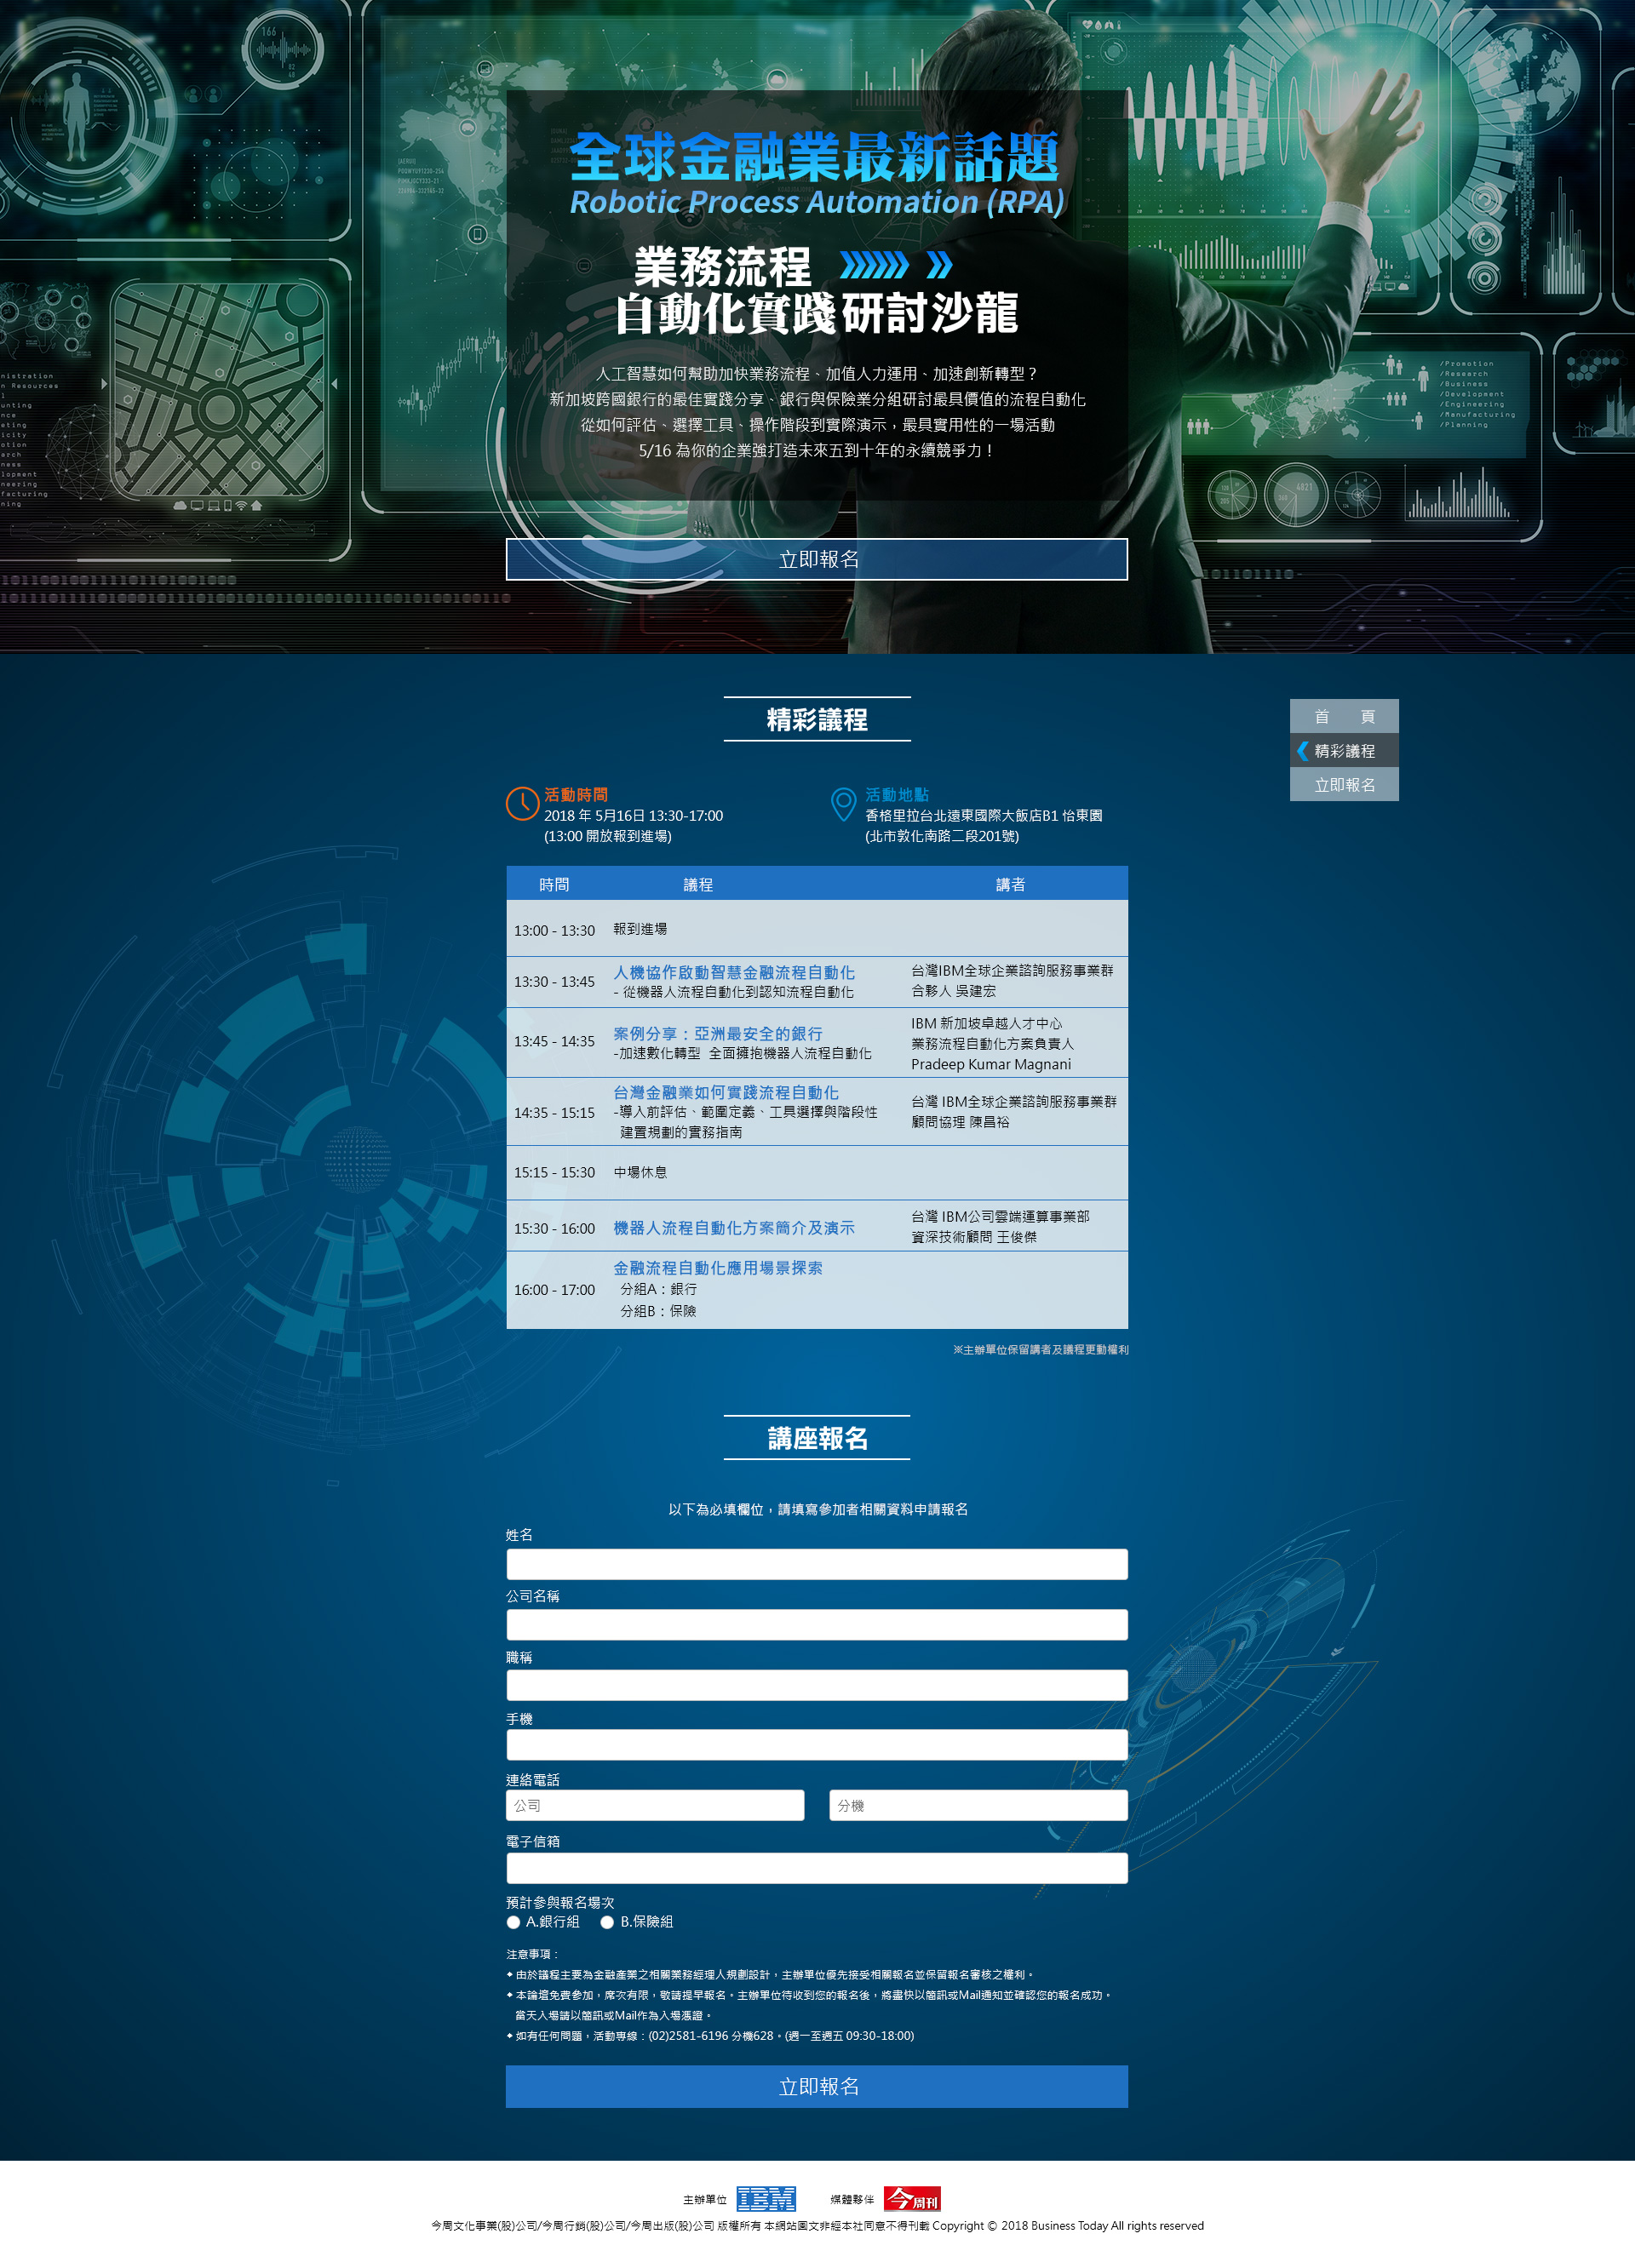 全球金融業最新話題
Robotic Process Automation (RPA)
業務流程
自動化實踐研討沙龍
人工智慧如何幫助加快業務流程、加值人力運用、加速創新轉型？
新加坡跨國銀行的最佳實踐分享、銀行與保險業分組研討最具價值的流程自動化
從如何評估、選擇工具、操作階段到實際演示，最具實用性的一場活動
5/16 為你的企業強打造未來五到十年的永續競爭力！
立即報名
/Promotion
/Research
/Business
/Development
/Engineering
/Manufacturing
/Planning
首　　頁
精彩議程
立即報名
精彩議程
活動時間
2018 年 5月16日 13:30-17:00
(13:00 開放報到進場)
活動地點
香格里拉台北遠東國際大飯店B1 怡東園
(北市敦化南路二段201號)
時間 議程 講者
13:00 - 13:30 報到進場
13:30 - 13:45 人機協作啟動智慧金融流程自動化
- 從機器人流程自動化到認知流程自動化
台灣IBM全球企業諮詢服務事業群
合夥人 吳建宏
13:45 - 14:35 案例分享：亞洲最安全的銀行
-加速數化轉型 全面擁抱機器人流程自動化
IBM 新加坡卓越人才中心
業務流程自動化方案負責人
Pradeep Kumar Magnani
14:35 - 15:15 台灣金融業如何實踐流程自動化
-導入前評估、範圍定義、工具選擇與階段性
建置規劃的實務指南
台灣 IBM全球企業諮詢服務事業群
顧問協理 陳昌裕
15:15 - 15:30 中場休息
15:30 - 16:00 機器人流程自動化方案簡介及演示
台灣 IBM公司雲端運算事業部
資深技術顧問 王俊傑
16:00 - 17:00 金融流程自動化應用場景探索
分組A：銀行
分組B：保險
※主辦單位保留講者及議程更動權利
講座報名
以下為必填欄位，請填寫參加者相關資料申請報名
姓名
公司名稱
職稱
手機
連絡電話
公司 分機
電子信箱
預計參與報名場次
A.銀行組 B.保險組
注意事項：
◆ 由於議程主要為金融產業之相關業務經理人規劃設計，主辦單位優先接受相關報名並保留報名審核之權利。
◆ 本論壇免費參加，席次有限，敬請提早報名。主辦單位待收到您的報名後，將盡快以簡訊或Mail通知並確認您的報名成功。
當天入場請以簡訊或Mail作為入場憑證。
◆ 如有任何問題，活動專線：(02)2581-6196 分機628。(週一至週五 09:30-18:00)
立即報名
主辦單位 IBM 媒體夥伴 今周刊
今周文化事業(股)公司/今周行銷(股)公司/今周出版(股)公司 版權所有 本網站圖文非經本社同意不得刊載 Copyright © 2018 Business Today All rights reserved